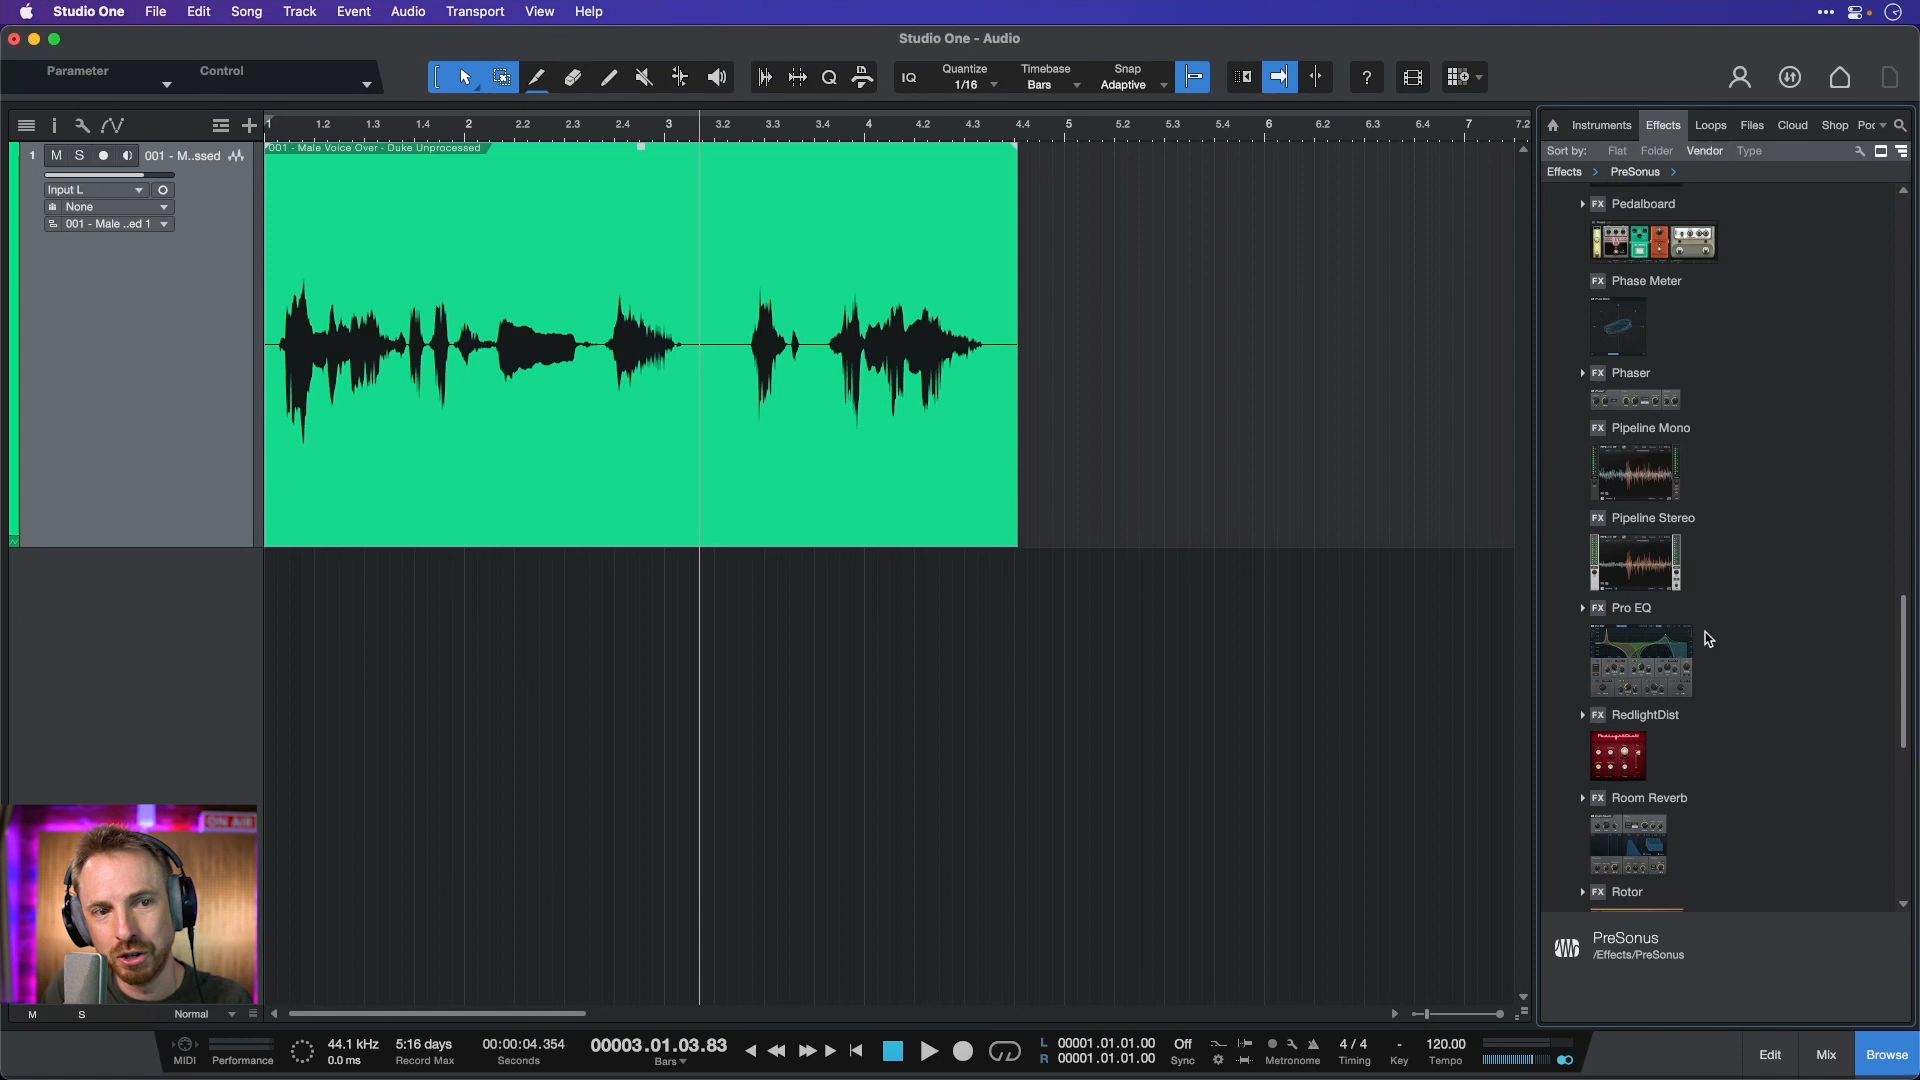 Studio One File Edit Song Track Event Audio Transport View Help
Studio One - Audio
Parameter Control
IQ Quantize 1/16 Timebase Bars Snap Adaptive ?
1 1.2 1.3 1.4 2 2.2 2.3 2.4 3 3.2 3.3 3.4 4 4.2 4.3 4.4 5 5.2 5.3 5.4 6 6.2 6.3 6.4 7 7.2
Instruments Effects Loops Files Cloud Shop Poc
Sort by: Flat Folder Vendor Type
Effects > PreSonus >
1 M S 001 - M..ssed
Input L
None
001 - Male ..ed 1
001 - Male Voice Over - Duke Unprocessed
FX Pedalboard
FX Phase Meter
FX Phaser
FX Pipeline Mono
FX Pipeline Stereo
FX Pro EQ
FX RedlightDist
FX Room Reverb
FX Rotor
PreSonus
/Effects/PreSonus
ON AIR
M S Normal
MIDI Performance
44.1 kHz
0.0 ms
5:16 days
Record Max
00:00:04.354
Seconds
00003.01.03.83
Bars
L 00001.01.01.00
R 00001.01.01.00
Off
Sync
Metronome
4 / 4
Timing
-
Key
120.00
Tempo
Edit Mix Browse